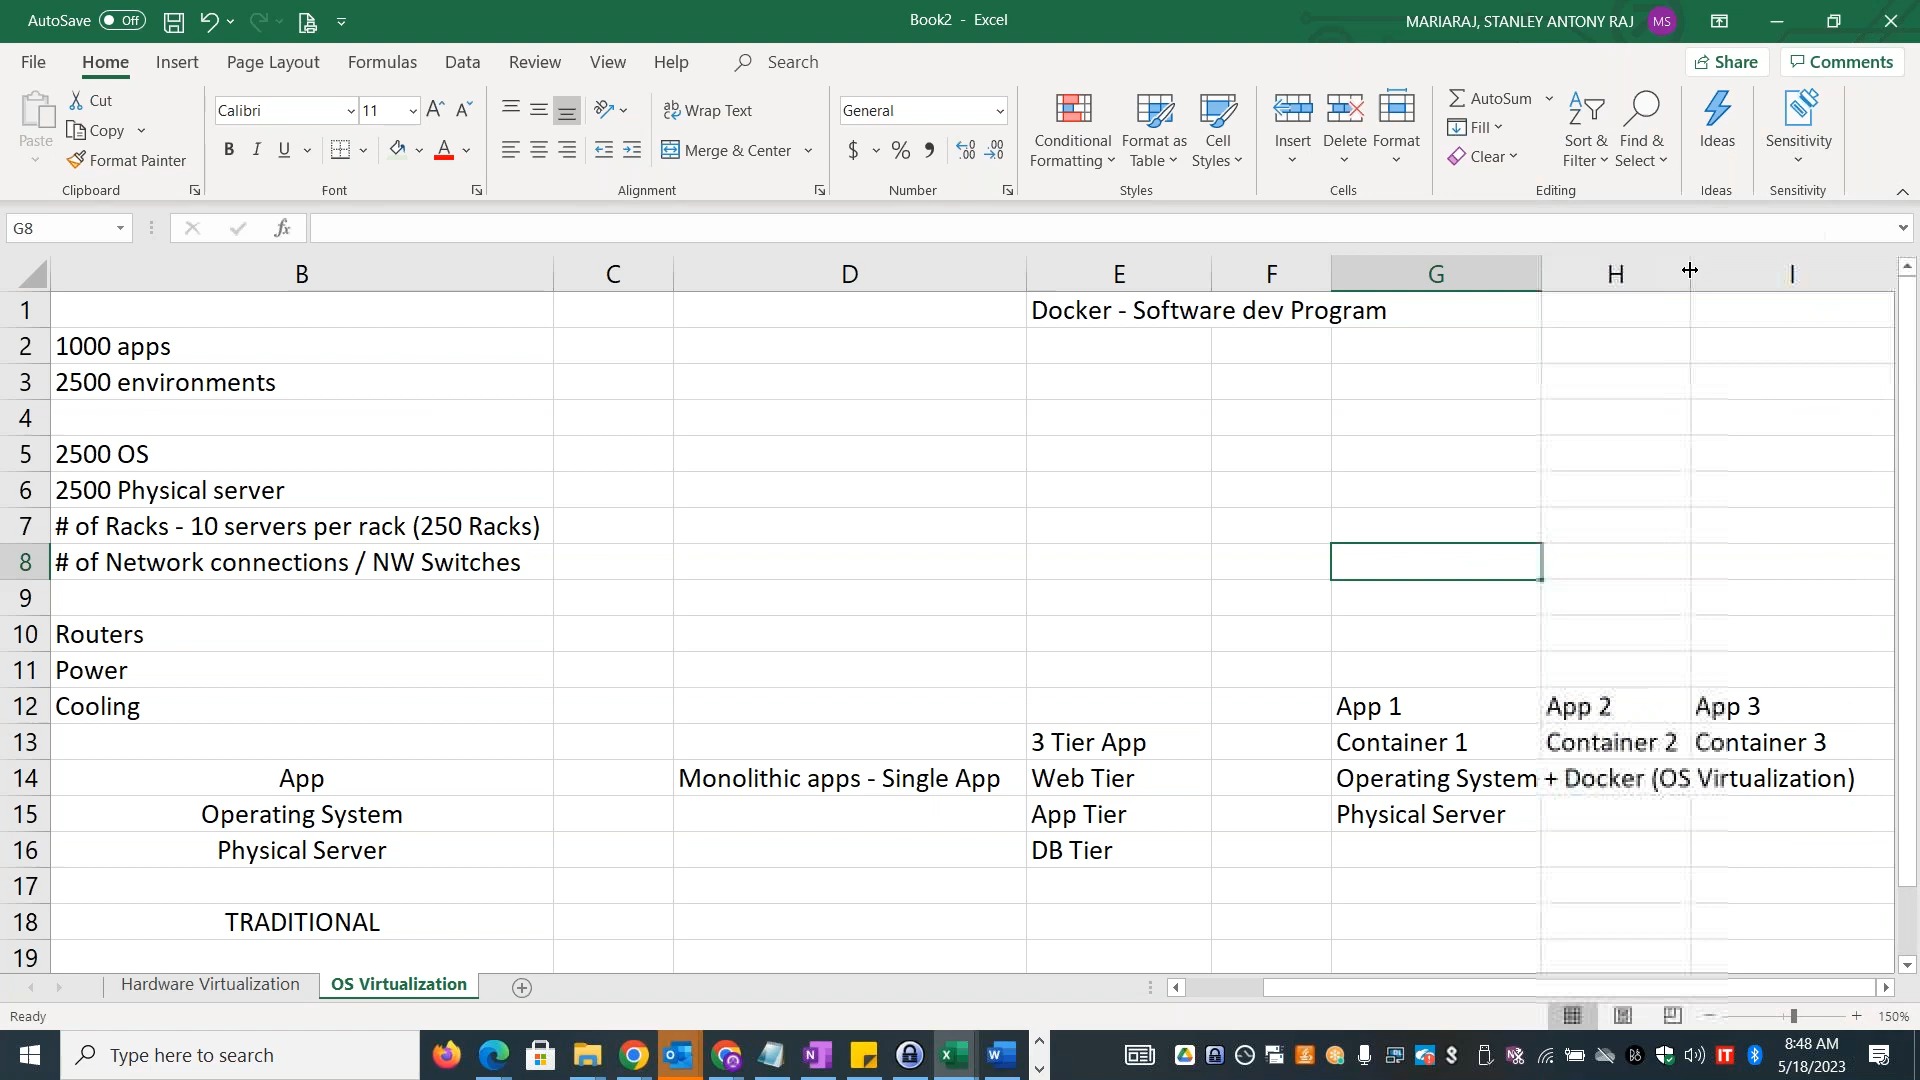 AutoSave Off Book2 - Excel MARIARAJ, STANLEY ANTONY RAJ MS
File Home Insert Page Layout Formulas Data Review View Help Search Share Comments
Paste Cut Copy Format Painter Clipboard
Calibri 11 B I U A Font
Wrap Text Merge & Center Alignment
General $ % Number
Conditional Formatting Format as Table Cell Styles Styles
Insert Delete Format Cells
AutoSum Fill Clear Sort & Filter Find & Select Editing
Ideas Ideas
Sensitivity Sensitivity
G8 fx
B C D E F G H I
1 Docker - Software dev Program
2 1000 apps
3 2500 environments
4
5 2500 OS
6 2500 Physical server
7 # of Racks - 10 servers per rack (250 Racks)
8 # of Network connections / NW Switches
9
10 Routers
11 Power
12 Cooling App 1 App 2 App 3
13 3 Tier App Container 1 Container 2 Container 3
14 App Monolithic apps - Single App Web Tier Operating System + Docker (OS Virtualization)
15 Operating System App Tier Physical Server
16 Physical Server DB Tier
17
18 TRADITIONAL
19
Hardware Virtualization OS Virtualization
Ready 150%
Type here to search
8:48 AM
5/18/2023